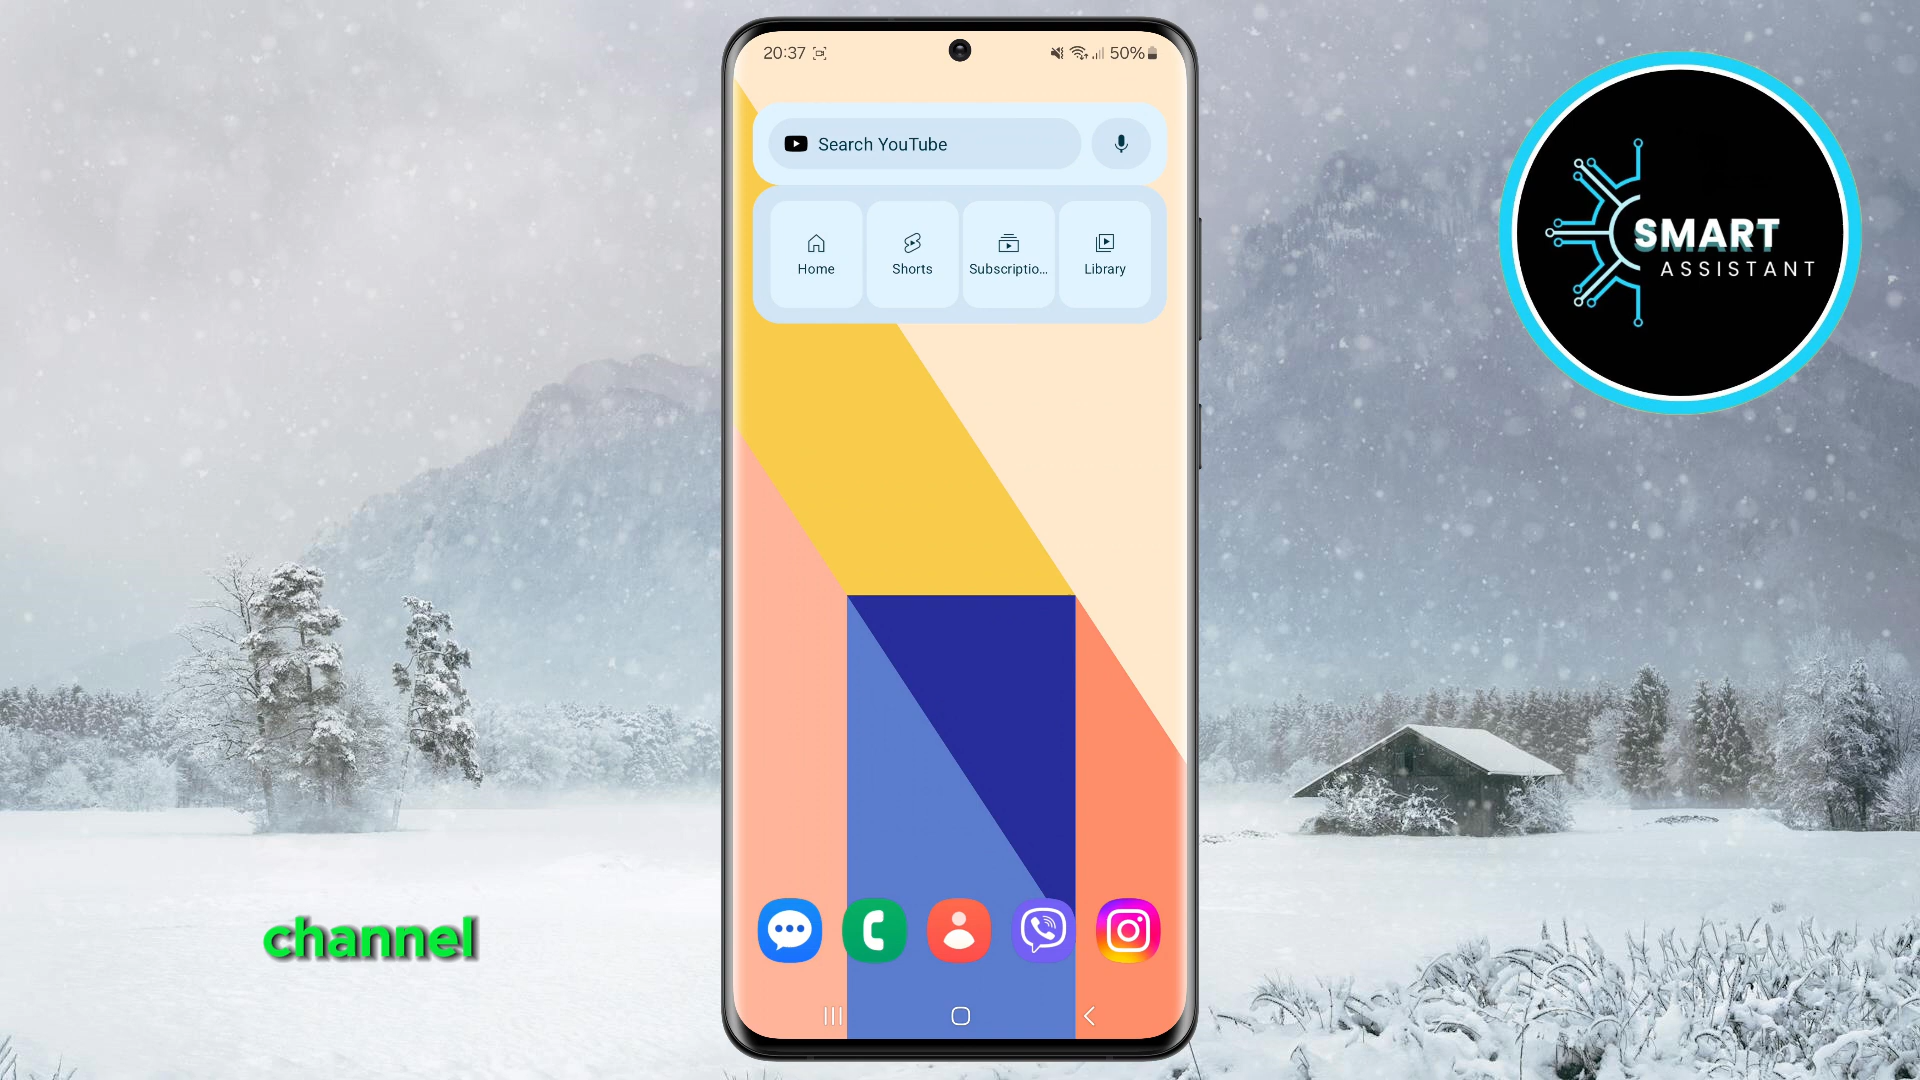 20:37
50%
Search YouTube
Home
Shorts
Subscriptio...
Library
SMART
ASSISTANT
channel